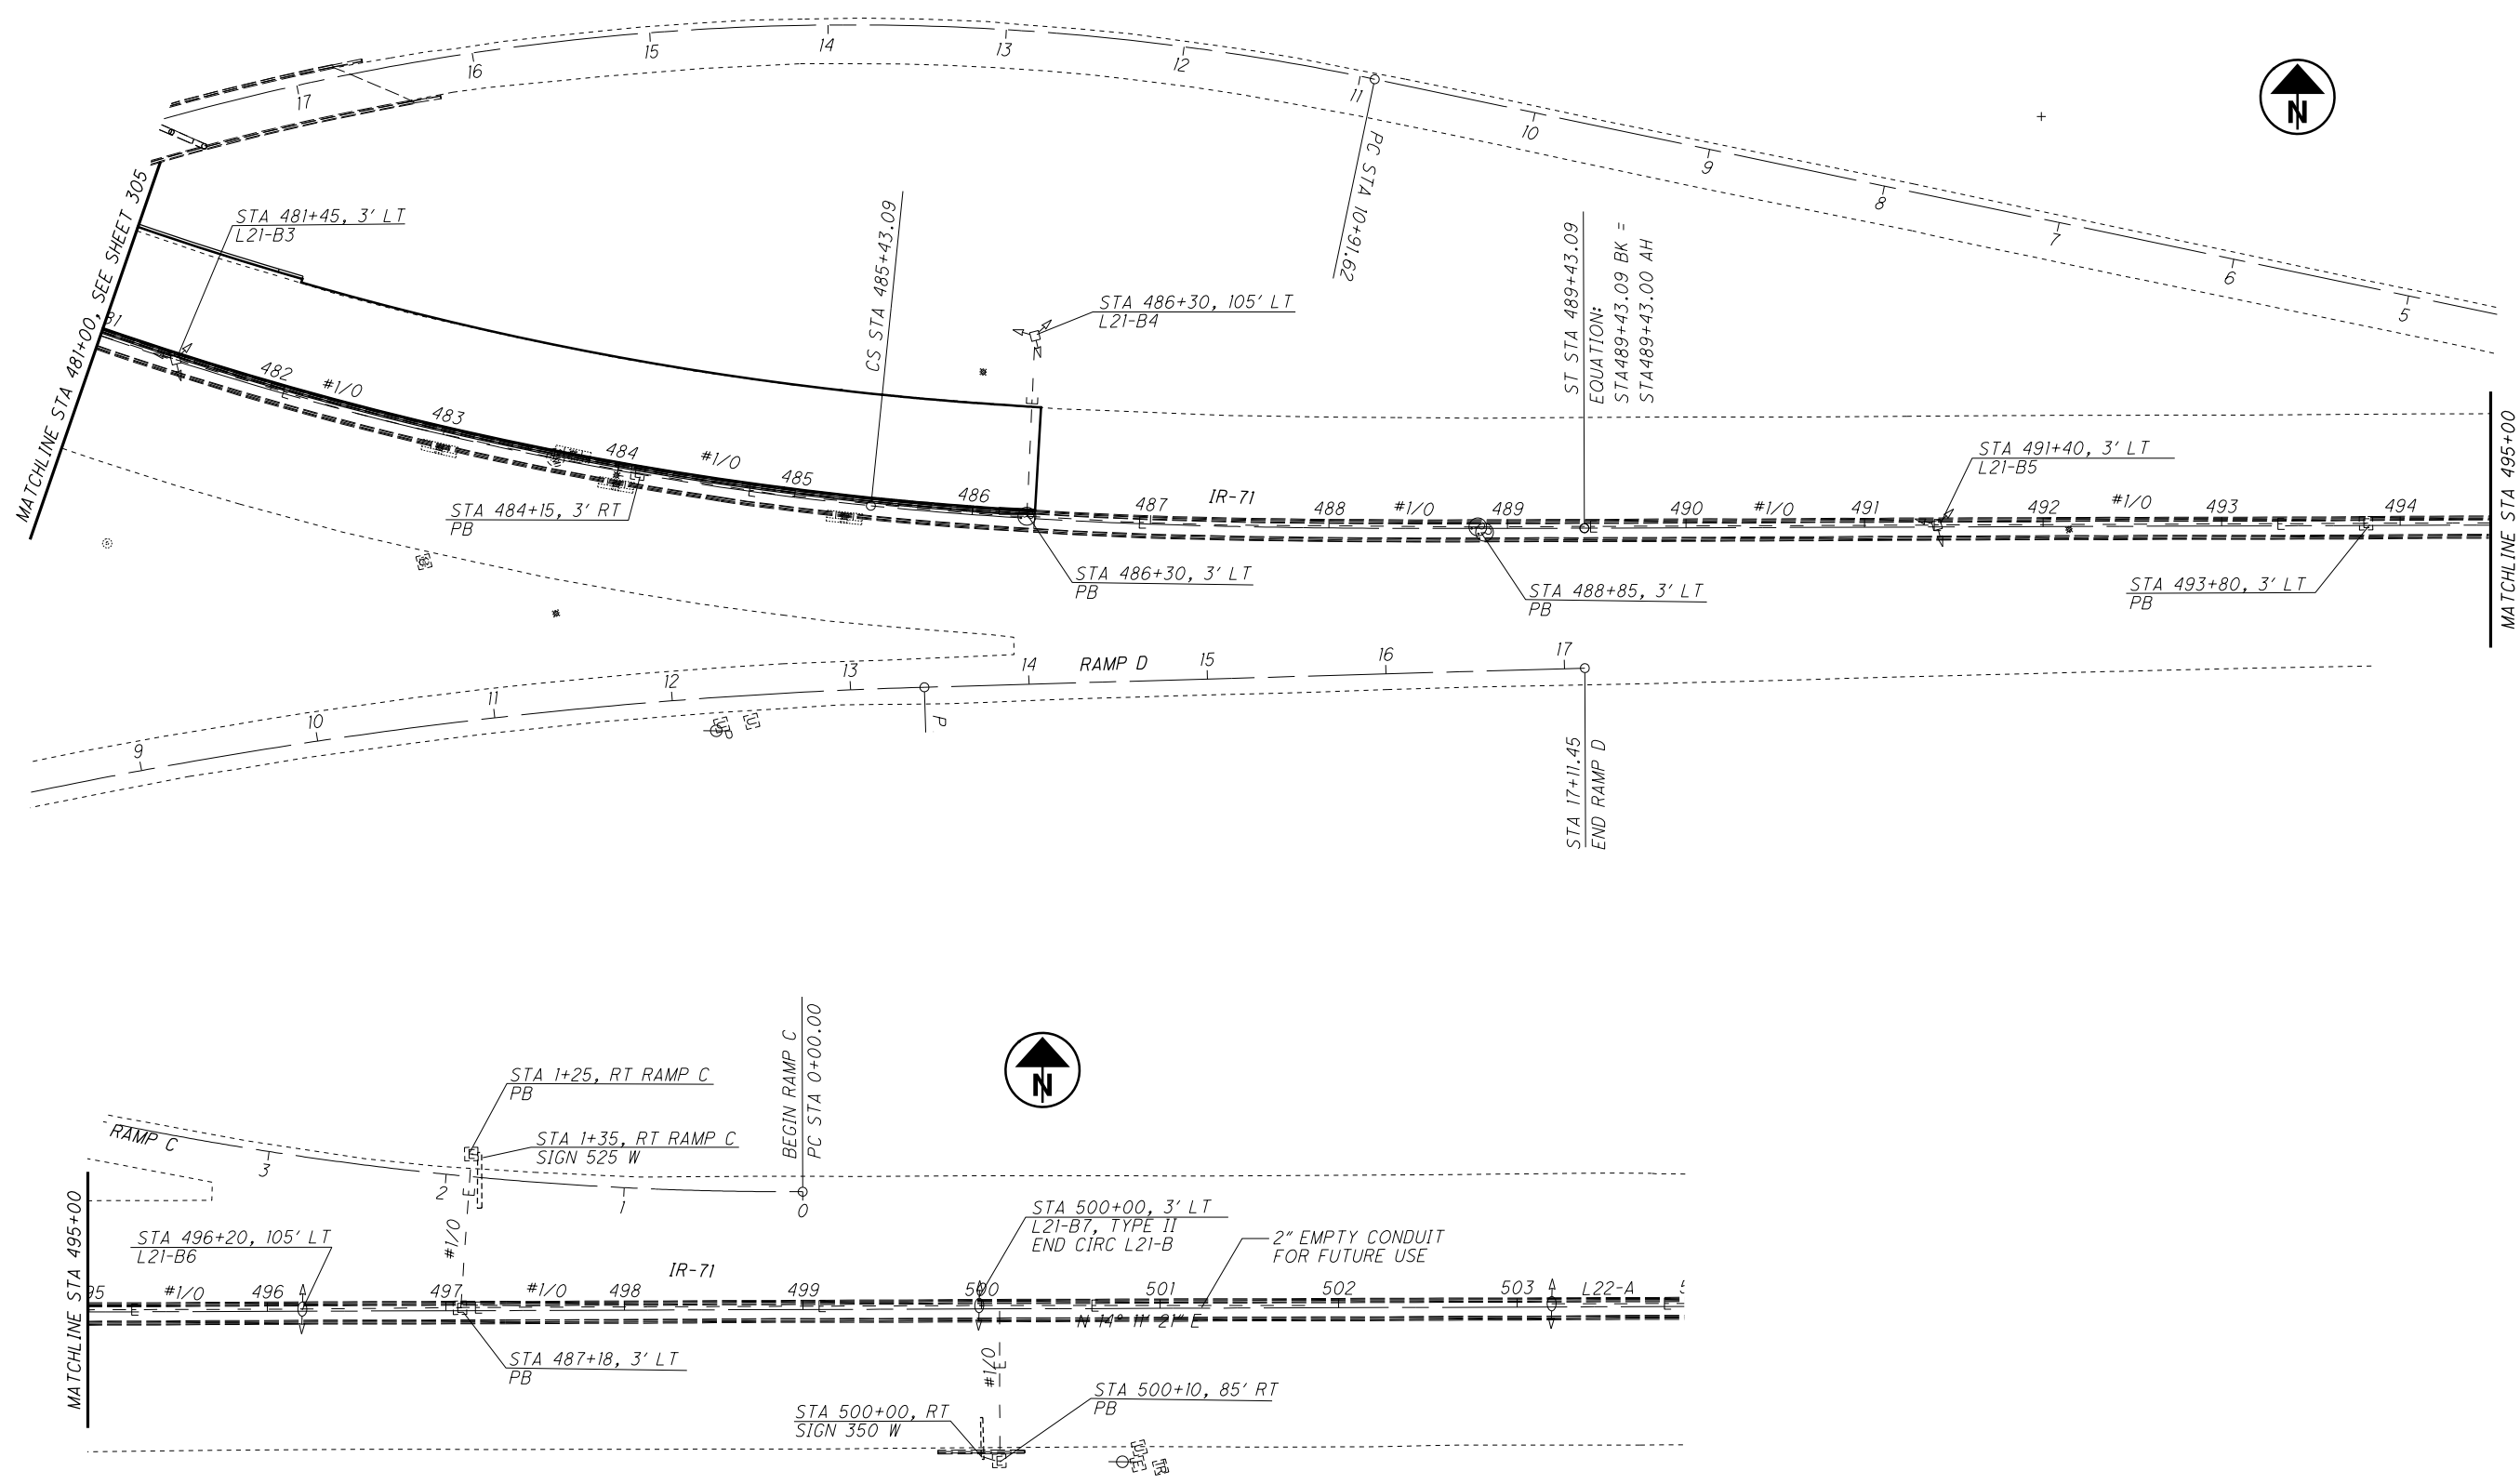 17
16
15
14
13
12
11
10
9
8
7
6
5
N
PC STA 10+91.62
MATCHLINE STA 481+00, SEE SHEET 305
STA 481+45, 3' LT
L21-B3
CS STA 485+43.09
STA 486+30, 105' LT
L21-B4
ST STA 489+43.09
EQUATION:
STA489+43.09 BK =
STA489+43.00 AH
STA 491+40, 3' LT
L21-B5
MATCHLINE STA 495+00
81
482
#1/0
483
484
#1/0
485
486
487
IR-71
488
#1/0
489
490
#1/0
491
492
#1/0
493
494
E
E
E
E
E
E
E
STA 484+15, 3' RT
PB
STA 486+30, 3' LT
PB
STA 488+85, 3' LT
PB
STA 493+80, 3' LT
PB
9
10
11
12
13
14
RAMP D
15
16
17
P
STA 17+11.45
END RAMP D
BEGIN RAMP C
PC STA 0+00.00
N
STA 1+25, RT RAMP C
PB
STA 1+35, RT RAMP C
SIGN 525 W
RAMP C
3
2
1
0
MATCHLINE STA 495+00
STA 496+20, 105' LT
L21-B6
#1/0
IR-71
STA 500+00, 3' LT
L21-B7, TYPE II
END CIRC L21-B
2" EMPTY CONDUIT
FOR FUTURE USE
95
#1/0
496
497
#1/0
498
499
500
501
502
503
L22-A
5
E
E
E
E
E
N 14° 11' 21" E
STA 487+18, 3' LT
PB
#1/0
E
STA 500+10, 85' RT
PB
STA 500+00, RT
SIGN 350 W
U
E
TR